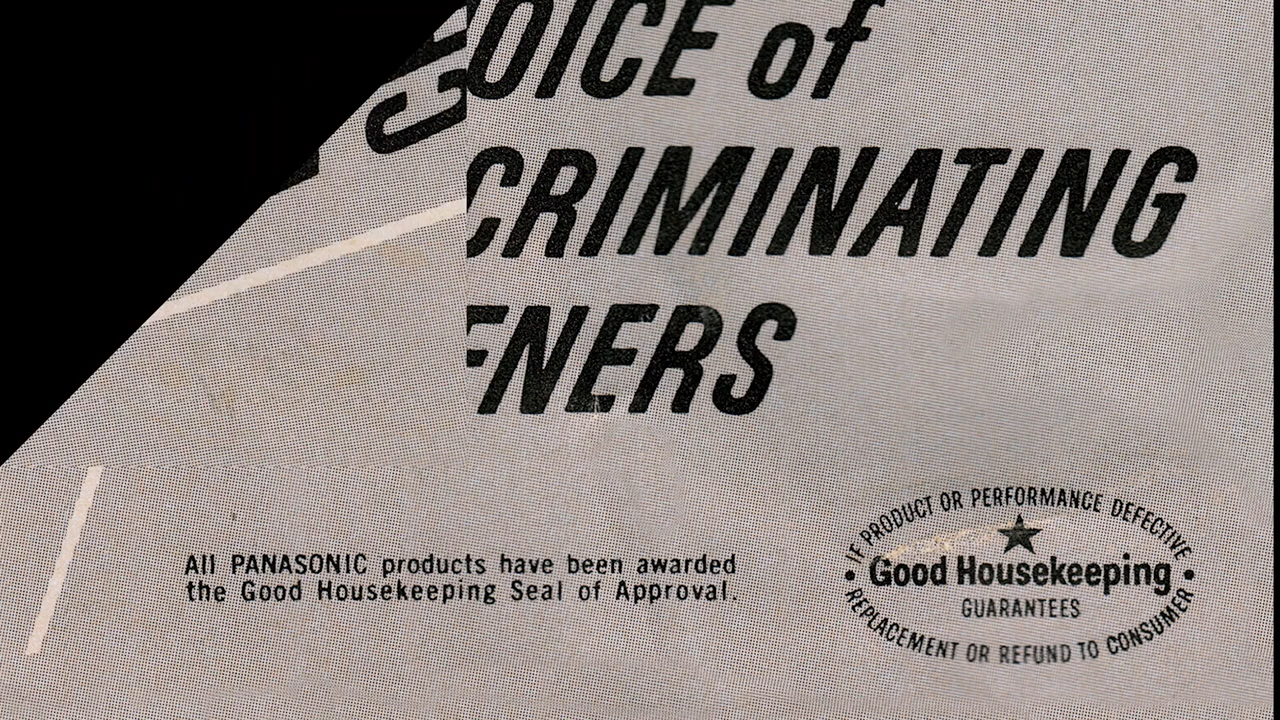 OICE of
CRIMINATING
ENERS
All PANASONIC products have been awarded
the Good Housekeeping Seal of Approval.
IF PRODUCT OR PERFORMANCE DEFECTIVE
Good Housekeeping
GUARANTEES
REPLACEMENT OR REFUND TO CONSUMER